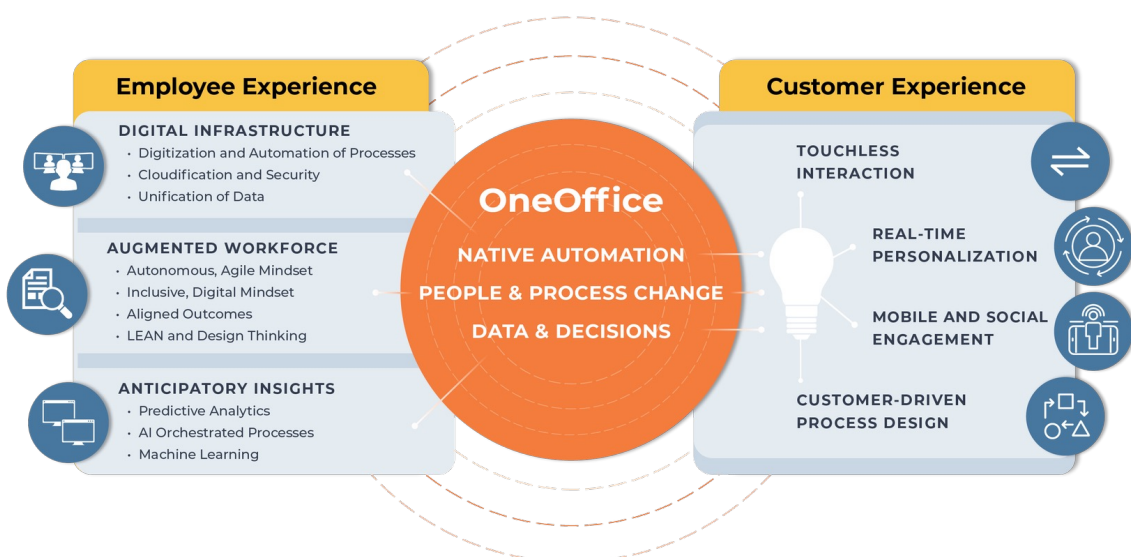 Employee Experience
DIGITAL INFRASTRUCTURE
• Digitization and Automation of Processes
• Cloudification and Security
• Unification of Data
AUGMENTED WORKFORCE
• Autonomous, Agile Mindset
• Inclusive, Digital Mindset
• Aligned Outcomes
• LEAN and Design Thinking
ANTICIPATORY INSIGHTS
• Predictive Analytics
• AI Orchestrated Processes
• Machine Learning
OneOffice
NATIVE AUTOMATION
PEOPLE & PROCESS CHANGE
DATA & DECISIONS
Customer Experience
TOUCHLESS
INTERACTION
REAL-TIME
PERSONALIZATION
MOBILE AND SOCIAL
ENGAGEMENT
CUSTOMER-DRIVEN
PROCESS DESIGN